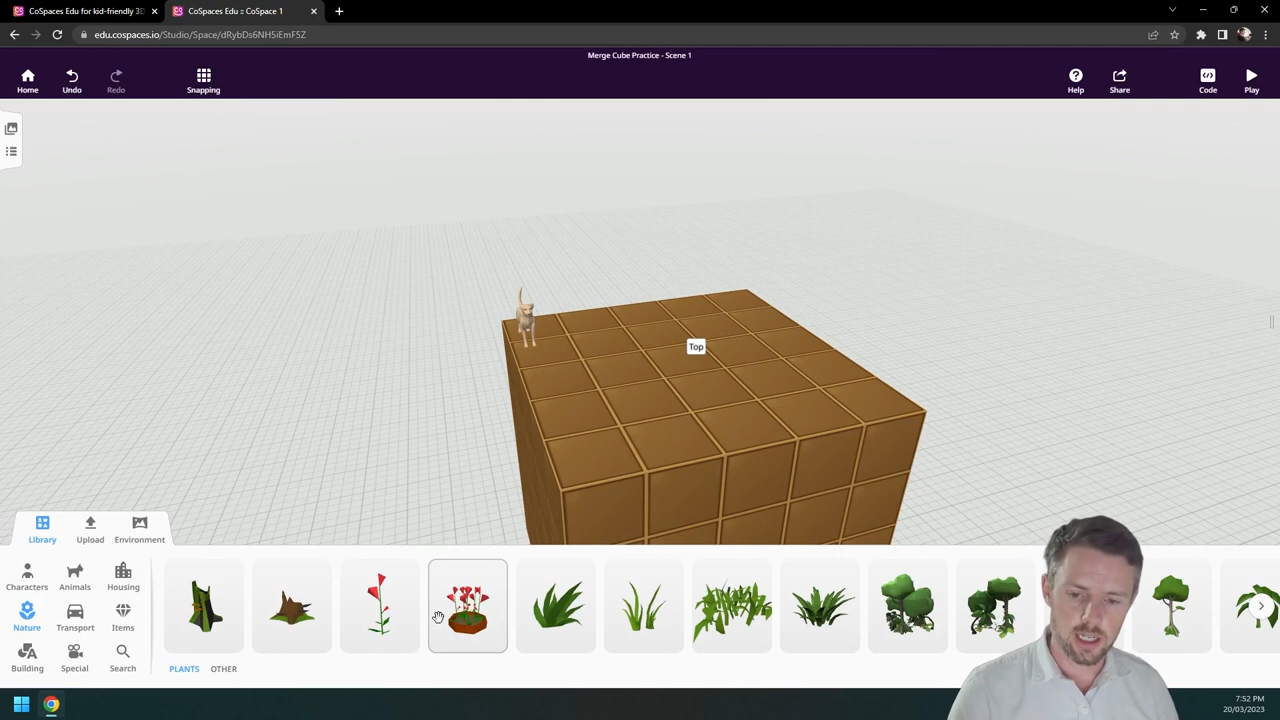 CoSpaces Edu for kid-friendly 3D
CoSpaces Edu :: CoSpace 1
edu.cospaces.io/Studio/Space/dRybDs6NH5iEmF5Z
Merge Cube Practice - Scene 1
Home
Undo
Redo
Snapping
Help
Share
Code
Play
Top
Library
Upload
Environment
Characters
Animals
Housing
Nature
Transport
Items
Building
Special
Search
PLANTS
OTHER
7:52 PM
20/03/2023